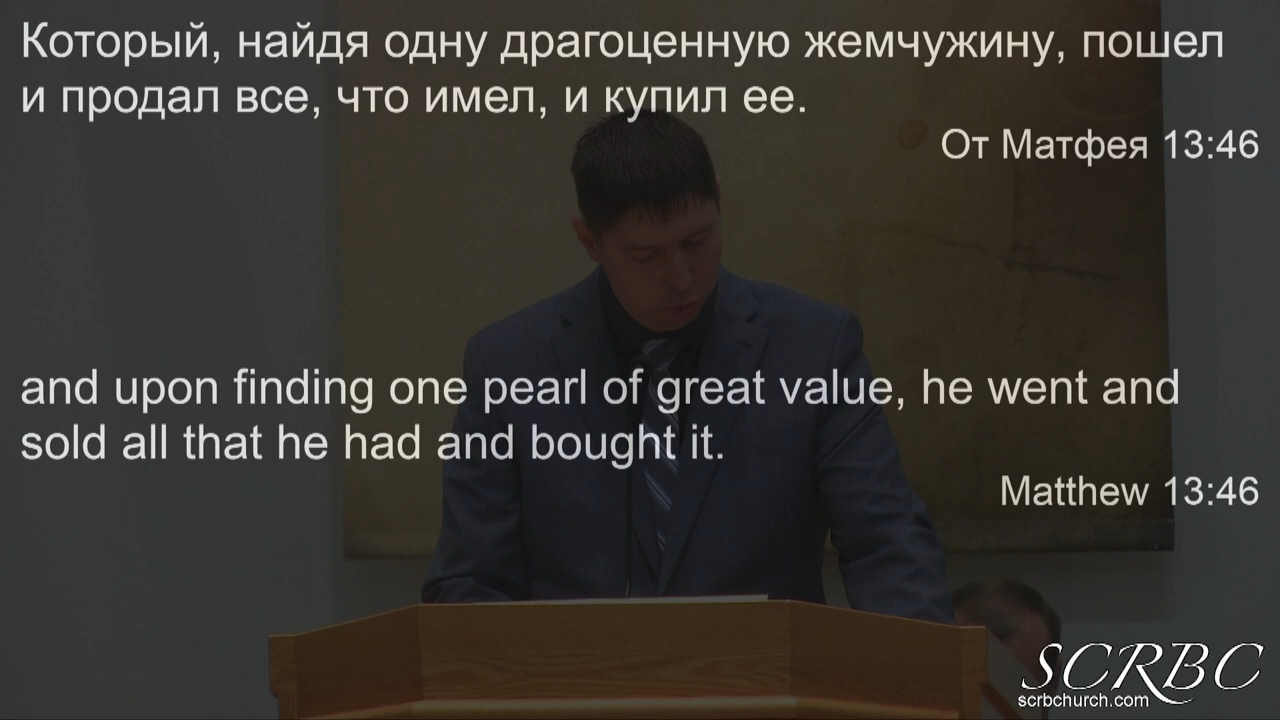 Который, найдя одну драгоценную жемчужину, пошел
и продал все, что имел, и купил ее.
От Матфея 13:46
and upon finding one pearl of great value, he went and
sold all that he had and bought it.
Matthew 13:46
SCRBC
scrbchurch.com